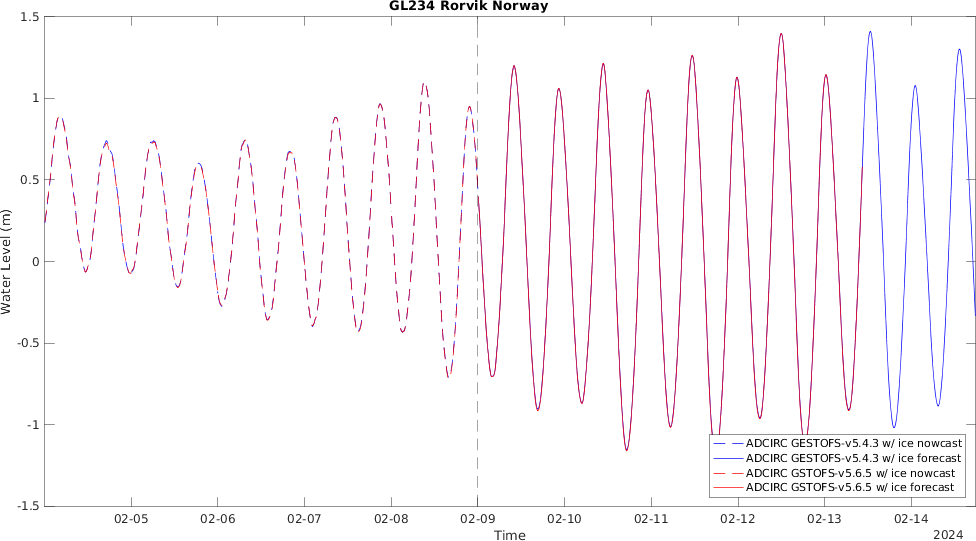 GL234 Rorvik Norway
1.5
1
0.5
0
-0.5
-1
-1.5
Water Level (m)
02-05 02-06 02-07 02-08 02-09 02-10 02-11 02-12 02-13 02-14
Time
2024
ADCIRC GESTOFS-v5.4.3 w/ ice nowcast
ADCIRC GESTOFS-v5.4.3 w/ ice forecast
ADCIRC GSTOFS-v5.6.5 w/ ice nowcast
ADCIRC GSTOFS-v5.6.5 w/ ice forecast